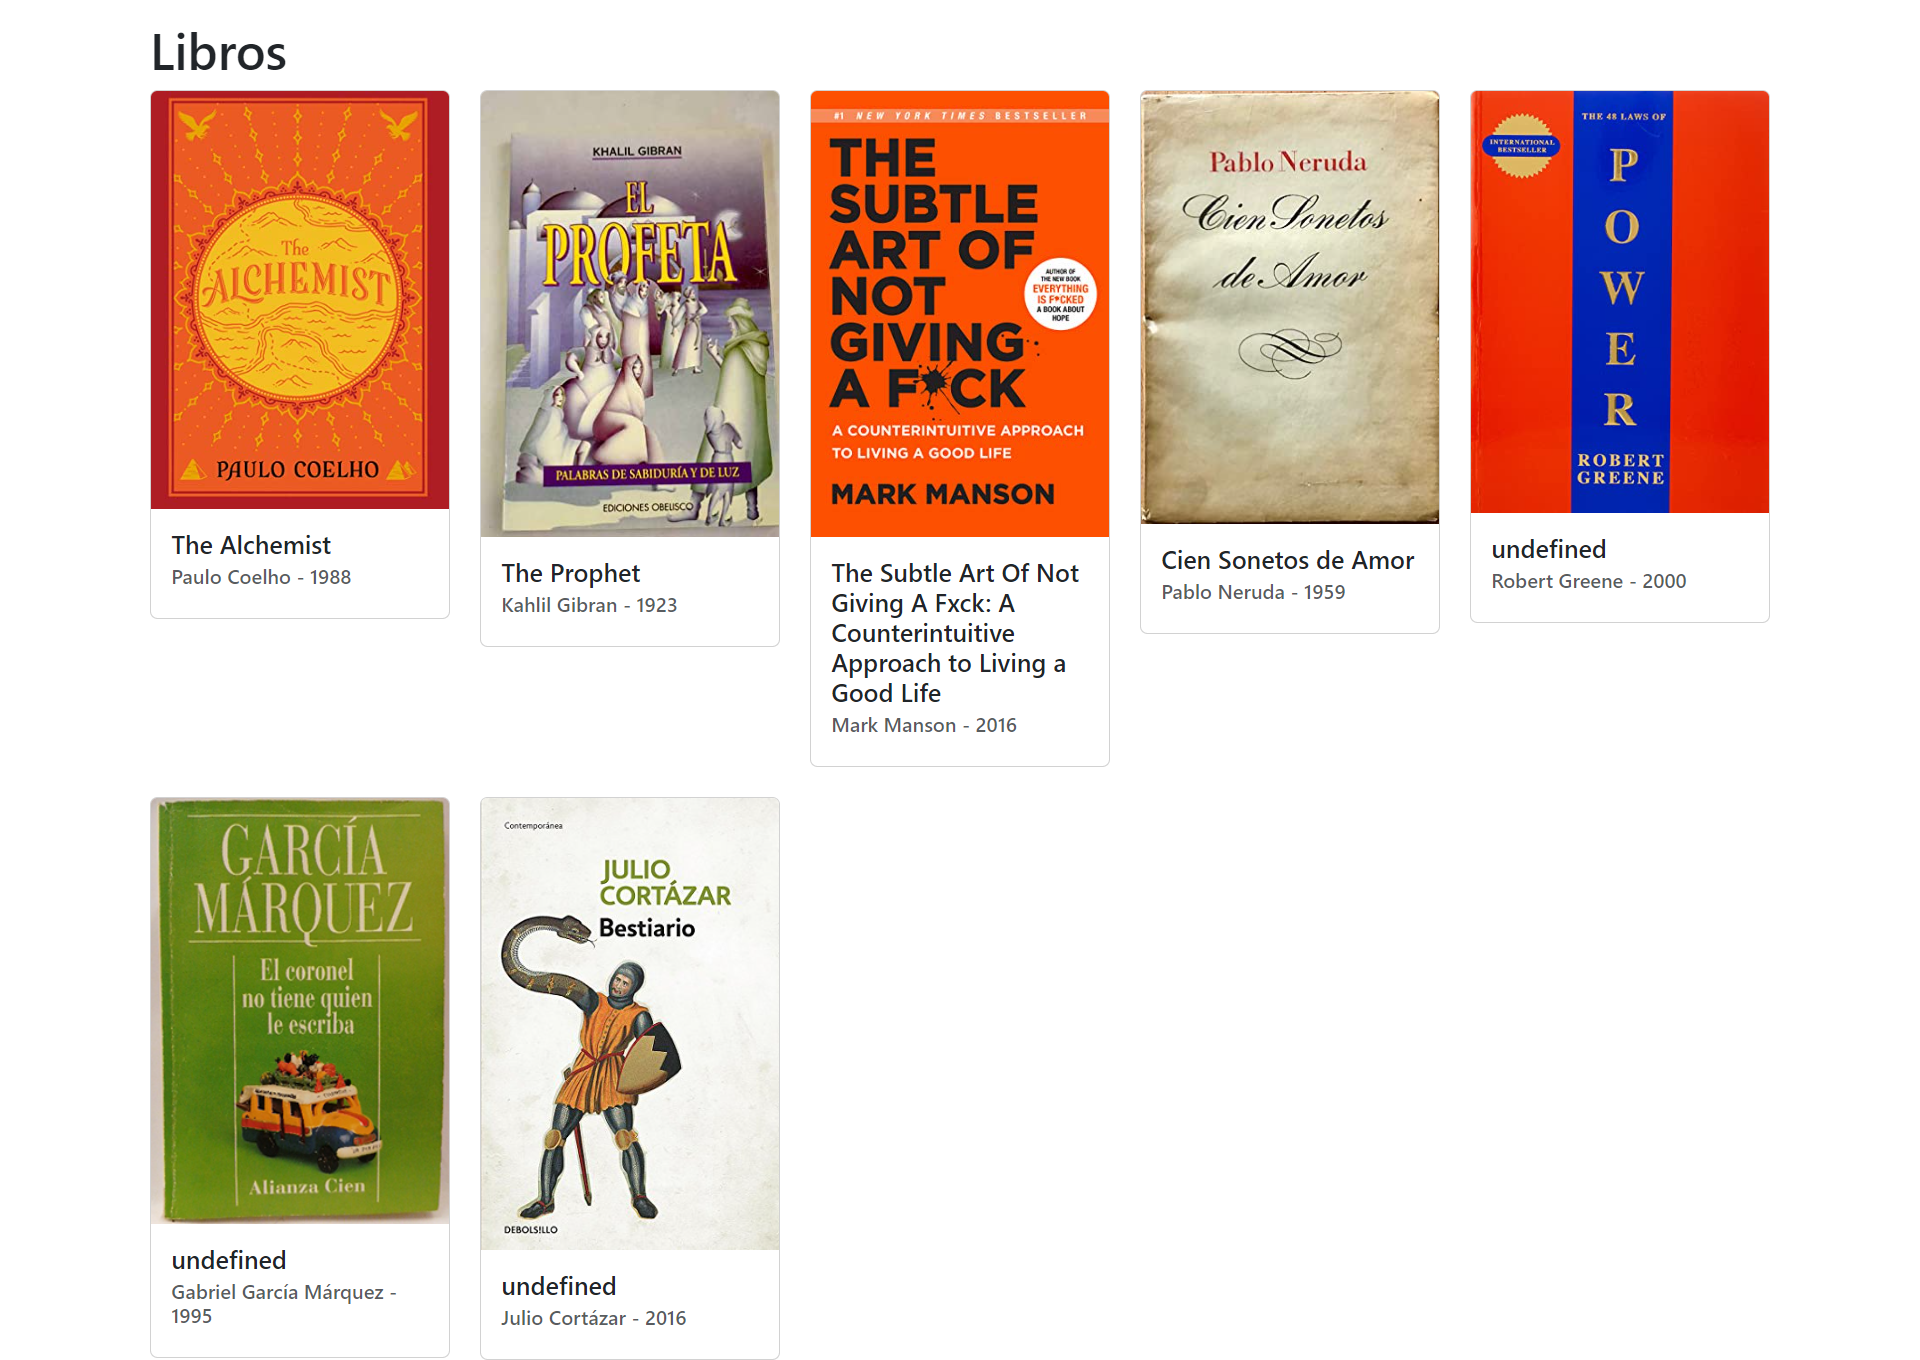 Libros
The
ALCHEMIST
PAULO COELHO
The Alchemist
Paulo Coelho - 1988
KHALIL GIBRAN
EL
PROFETA
PALABRAS DE SABIDURÍA Y DE LUZ
EDICIONES OBELISCO
The Prophet
Kahlil Gibran - 1923
#1 NEW YORK TIMES BESTSELLER
THE
SUBTLE
ART OF
NOT
GIVING
A F*CK
AUTHOR OF
THE NEW BOOK
EVERYTHING
IS F*CKED
A BOOK ABOUT
HOPE
A COUNTERINTUITIVE APPROACH
TO LIVING A GOOD LIFE
MARK MANSON
The Subtle Art Of Not
Giving A Fxck: A
Counterintuitive
Approach to Living a
Good Life
Mark Manson - 2016
Pablo Neruda
Cien Sonetos
de Amor
Cien Sonetos de Amor
Pablo Neruda - 1959
THE 48 LAWS OF
INTERNATIONAL
BESTSELLER
POWER
ROBERT
GREENE
undefined
Robert Greene - 2000
GARCÍA
MÁRQUEZ
El coronel
no tiene quien
le escriba
Alianza Cien
undefined
Gabriel García Márquez -
1995
Contemporánea
JULIO
CORTÁZAR
Bestiario
DEBOLS!LLO
undefined
Julio Cortázar - 2016